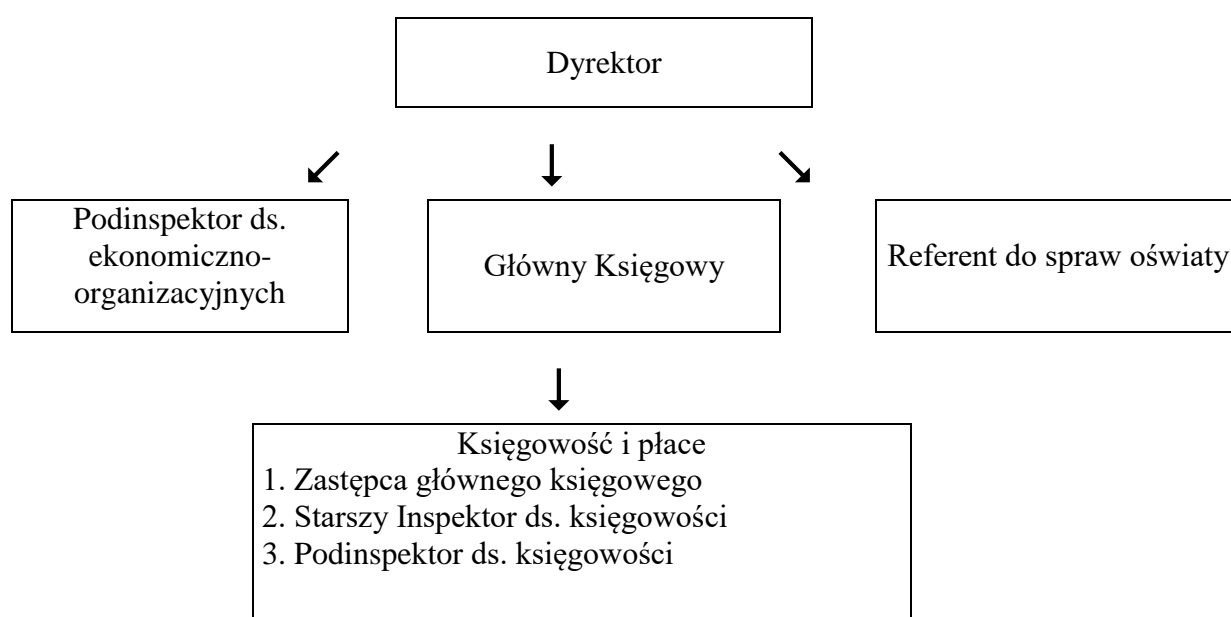 Dyrektor
Podinspektor ds.
ekonomiczno-
organizacyjnych
Główny Księgowy
Referent do spraw oświaty
Księgowość i płace
1. Zastępca głównego księgowego
2. Starszy Inspektor ds. księgowości
3. Podinspektor ds. księgowości